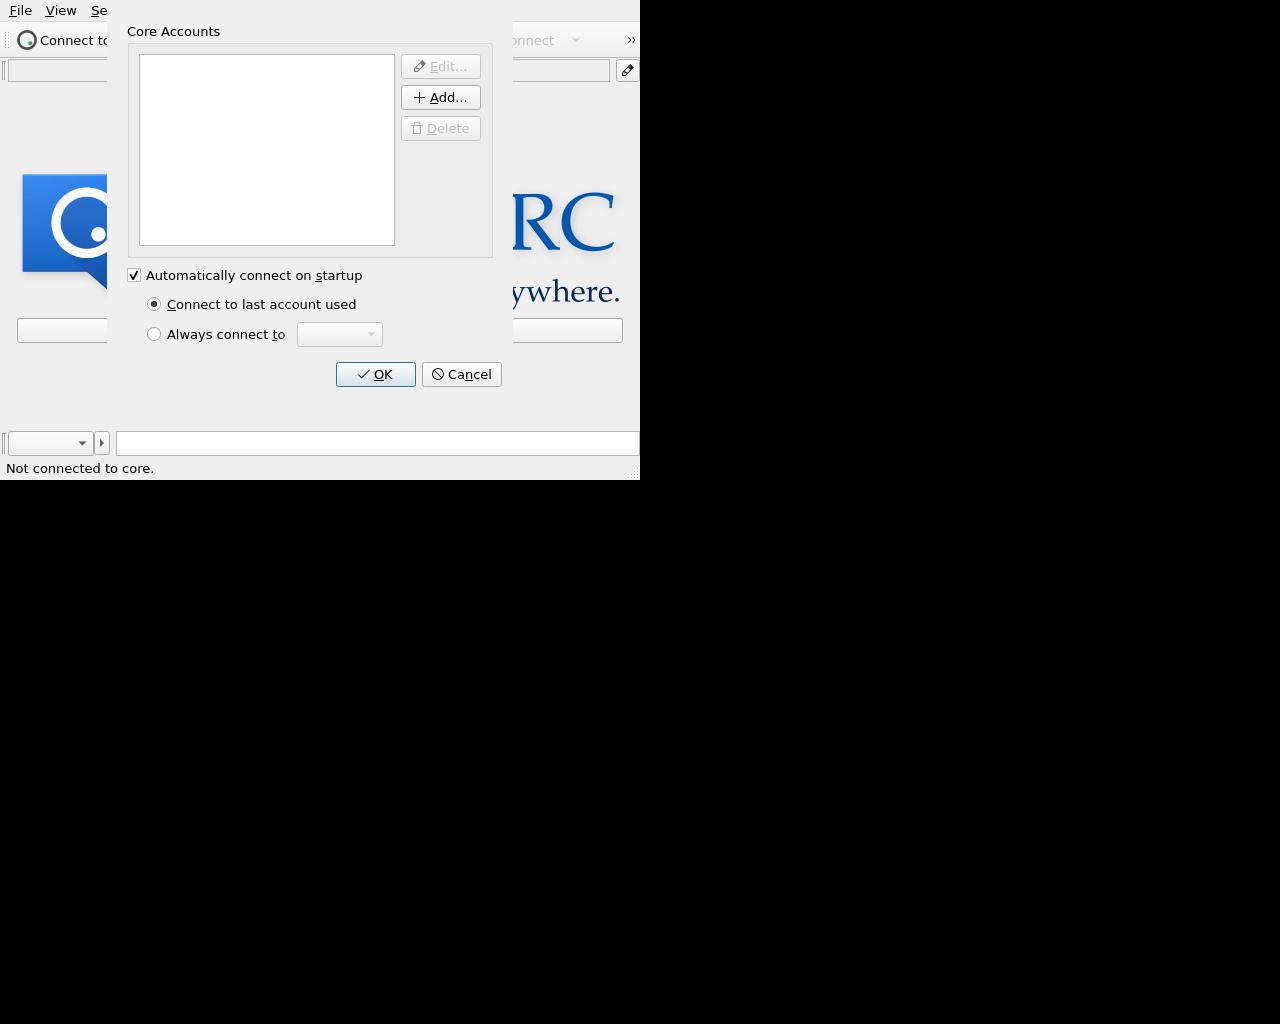 File View Se
Connect to
onnect
Core Accounts
Edit...
Add...
Delete
RC
ywhere.
Automatically connect on startup
Connect to last account used
Always connect to
OK Cancel
Not connected to core.